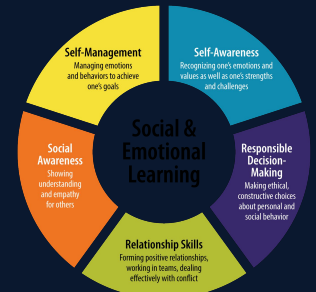 Self-Management
Managing emotions
and behaviors to achieve
one's goals
Self-Awareness
Recognizing one's emotions and
values as well as one's strengths
and challenges
Social
Awareness
Showing
understanding
and empathy
for others
Social &
Emotional
Learning
Responsible
Decision-
Making
Making ethical,
constructive choices
about personal and
social behavior
Relationship Skills
Forming positive relationships,
working in teams, dealing
effectively with conflict